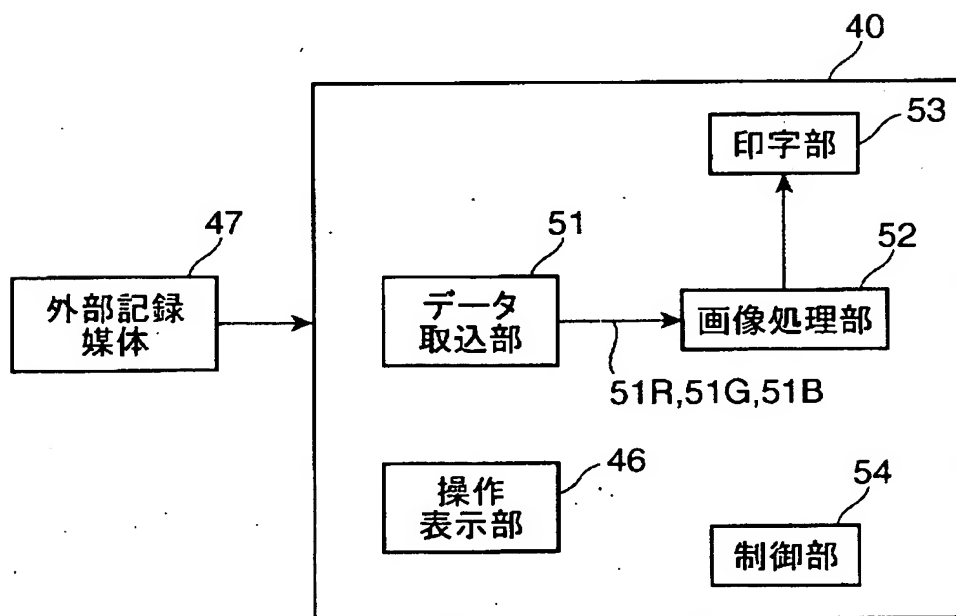 40
53
印字部
47
51
52
外部記録
媒体
データ
取込部
画像処理部
51R,51G,51B
46
操作
表示部
54
制御部